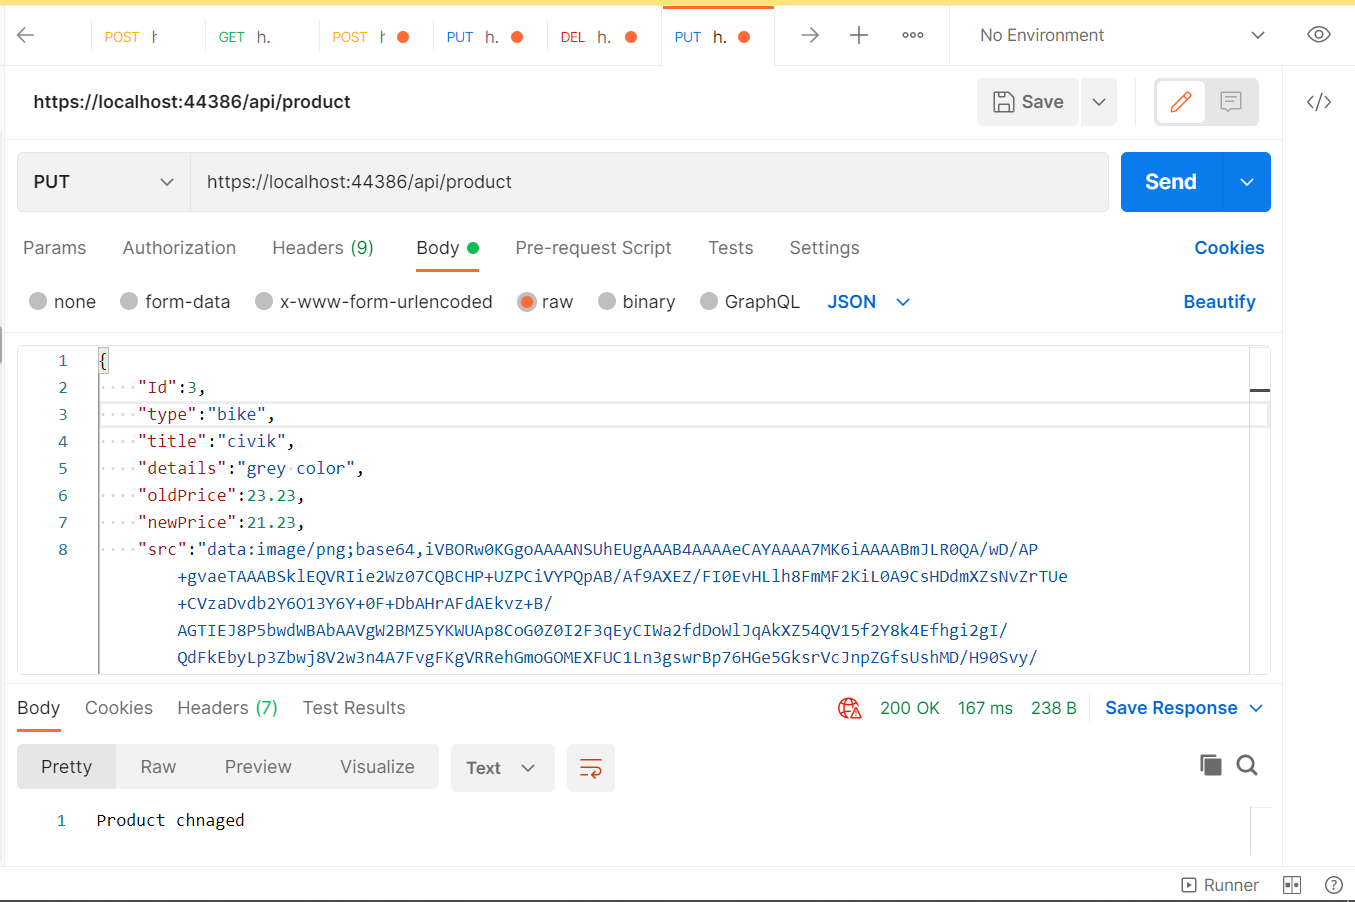 POST h
GET h.
POST h
PUT h.
DEL h.
PUT h.
No Environment
https://localhost:44386/api/product
Save
PUT
https://localhost:44386/api/product
Send
Params Authorization Headers (9) Body Pre-request Script Tests Settings Cookies
none form-data x-www-form-urlencoded raw binary GraphQL JSON Beautify
1 {
2 "Id":3,
3 "type":"bike",
4 "title":"civik",
5 "details":"grey color",
6 "oldPrice":23.23,
7 "newPrice":21.23,
8 "src":"data:image/png;base64,iVBORw0KGgoAAAANSUhEUgAAAB4AAAAeCAYAAAA7MK6iAAAABmJLR0QA/wD/AP
+gvaeTAAABSklEQVRIie2Wz07CQBCHP+UZPCiVYPQpAB/Af9AXEZ/FI0EvHLlh8FmMF2KiL0A9CsHDdmXZsNvZrTUe
+CVzaDvdb2Y6O13Y6Y+0F+DbAHrAFdAEkvz+B/
AGTIEJ8P5bwdWBAbAAVgW2BMZ5YKWUAp8CoG0Z0I2F3qEyCIWa2fdDoWlJqAkXZ54QV15f2Y8k4Efhgi2gI/
QdFkEbyLp3Zbwj8V2w3n4A7FvgFKgVRRehGmoGOMEXFUC1Ln3gswrBp76HGe5GksrVcJnpZGfsUshMD/H90Svy/
Body Cookies Headers (7) Test Results 200 OK 167 ms 238 B Save Response
Pretty Raw Preview Visualize Text
1 Product chnaged
Runner